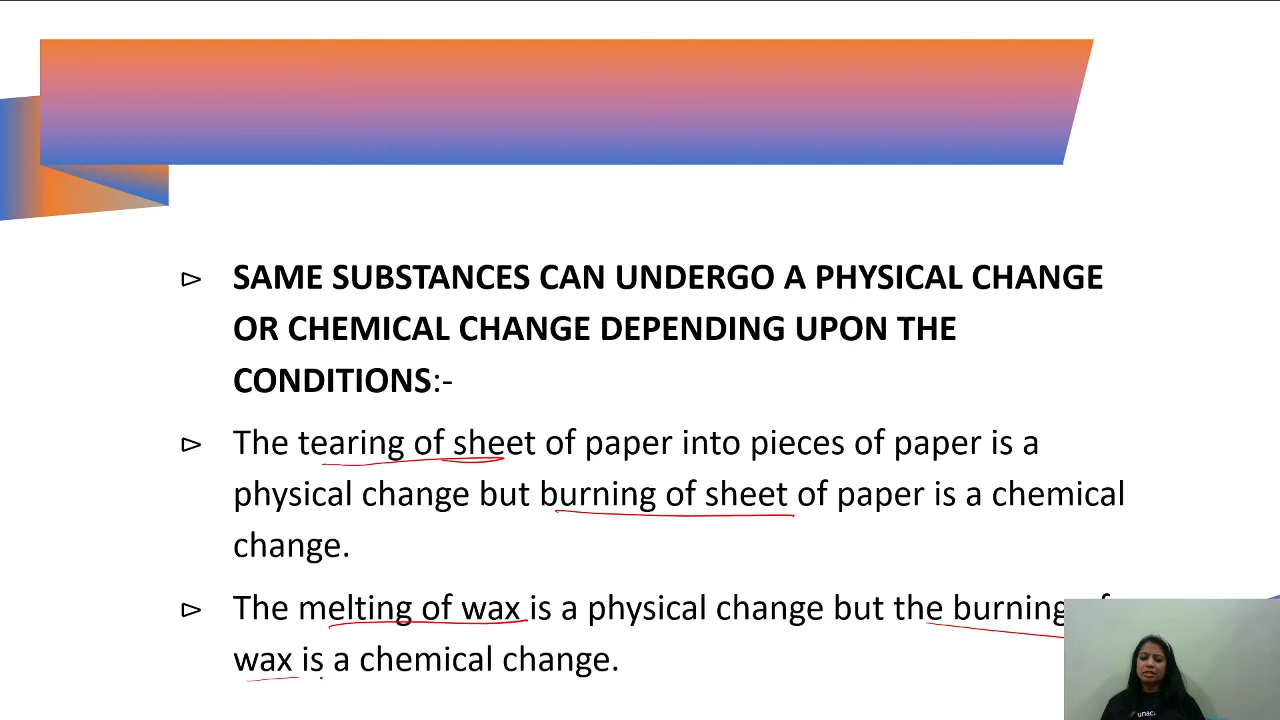 SAME SUBSTANCES CAN UNDERGO A PHYSICAL CHANGE
OR CHEMICAL CHANGE DEPENDING UPON THE
CONDITIONS:-
The tearing of sheet of paper into pieces of paper is a
physical change but burning of sheet of paper is a chemical
change.
The melting of wax is a physical change but the burning
wax is a chemical change.